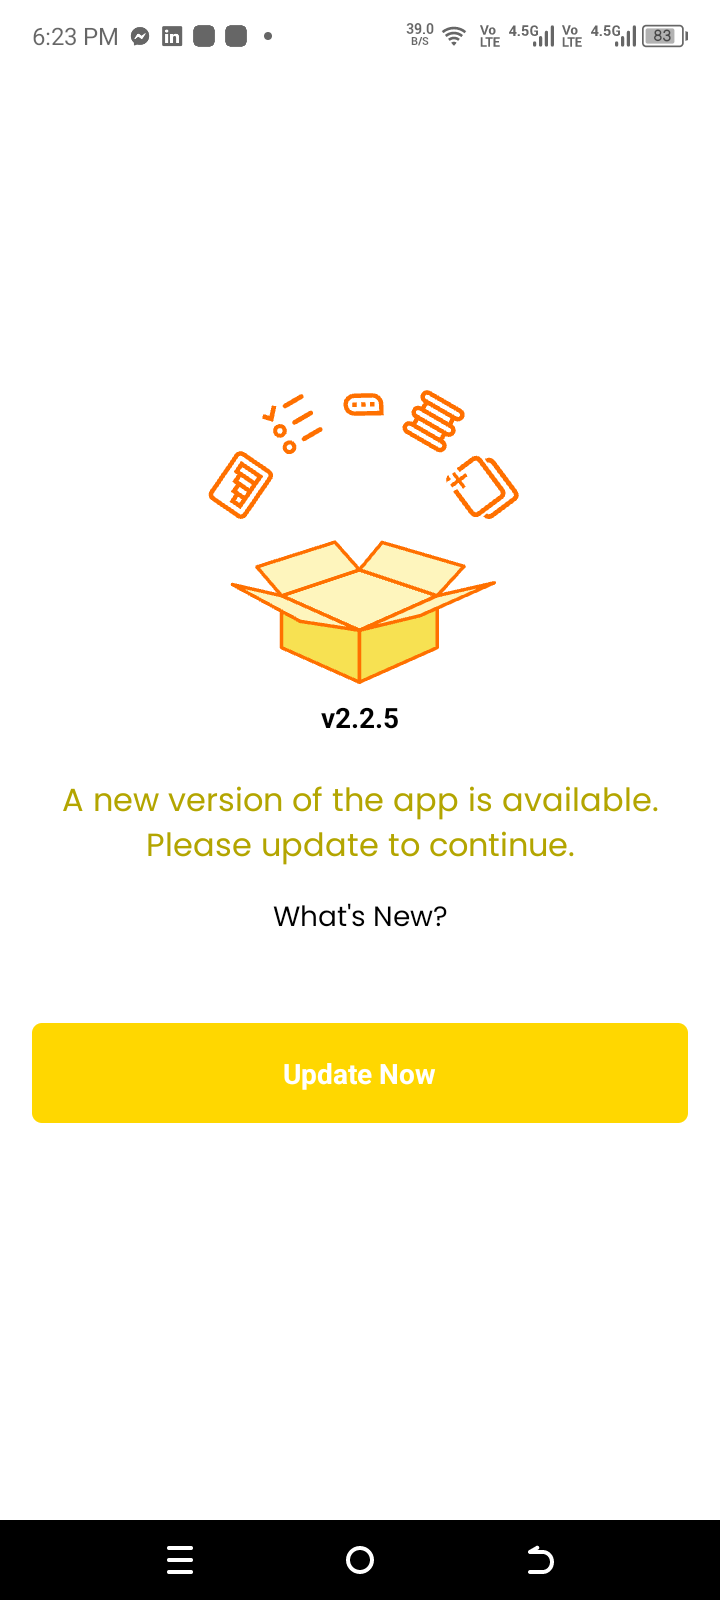 6:23 PM 39.0 B/S Vo LTE 4.5G Vo LTE 4.5G 83
v2.2.5
A new version of the app is available.
Please update to continue.
What's New?
Update Now